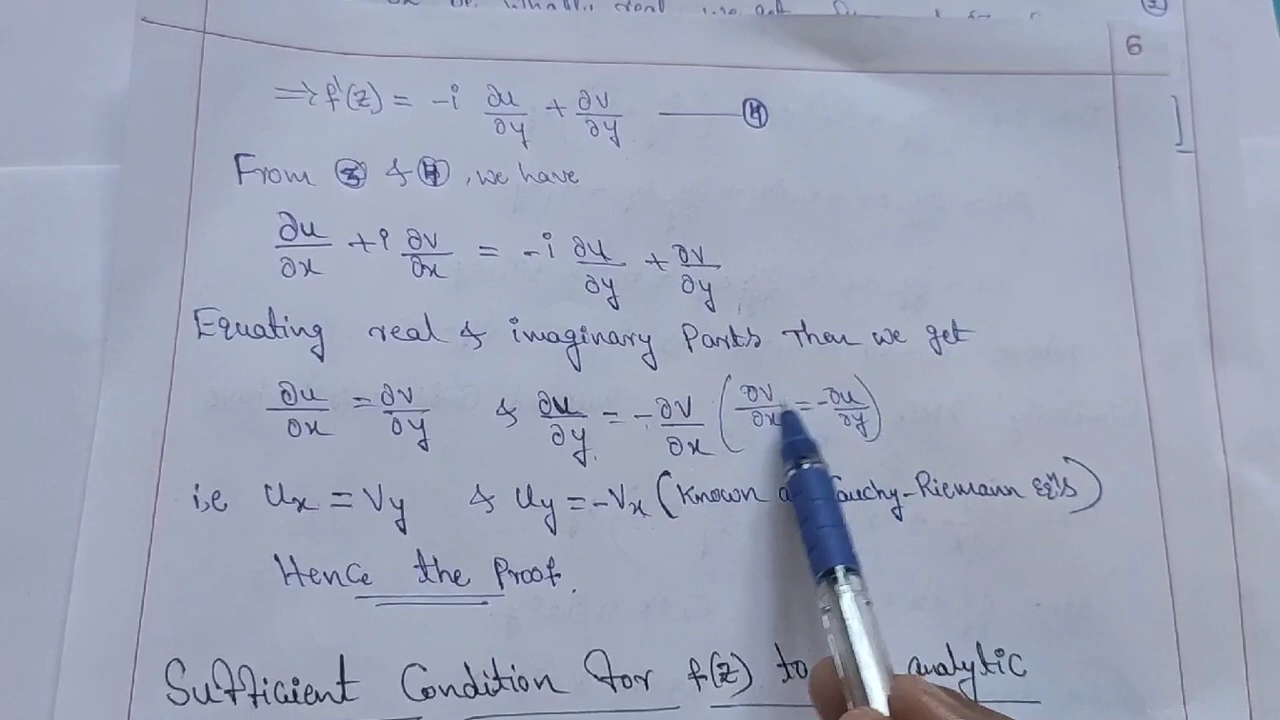 6
⇒ f'(z) = -i ∂u/∂y + ∂v/∂y —— ④
From ③ & ④, we have
∂u/∂x + i ∂v/∂x = -i ∂u/∂y + ∂v/∂y
Equating real & imaginary Parts then we get
∂u/∂x = ∂v/∂y & ∂u/∂y = -∂v/∂x (∂v/∂x = -∂u/∂y)
i.e Ux = Vy & Uy = -Vx (Known Cauchy-Riemann Eq's)
Hence the Proof.
Sufficient Condition for f(z) to analytic